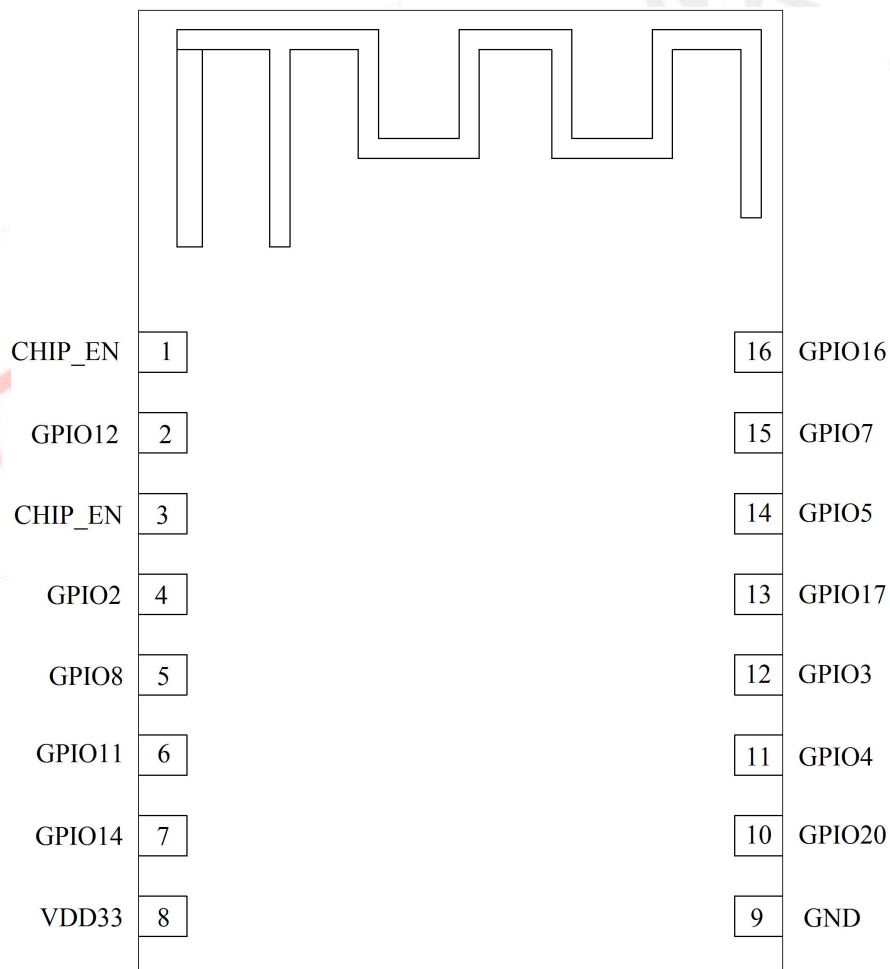 CHIP_EN 1 16 GPIO16
GPIO12 2 15 GPIO7
CHIP_EN 3 14 GPIO5
GPIO2 4 13 GPIO17
GPIO8 5 12 GPIO3
GPIO11 6 11 GPIO4
GPIO14 7 10 GPIO20
VDD33 8 9 GND